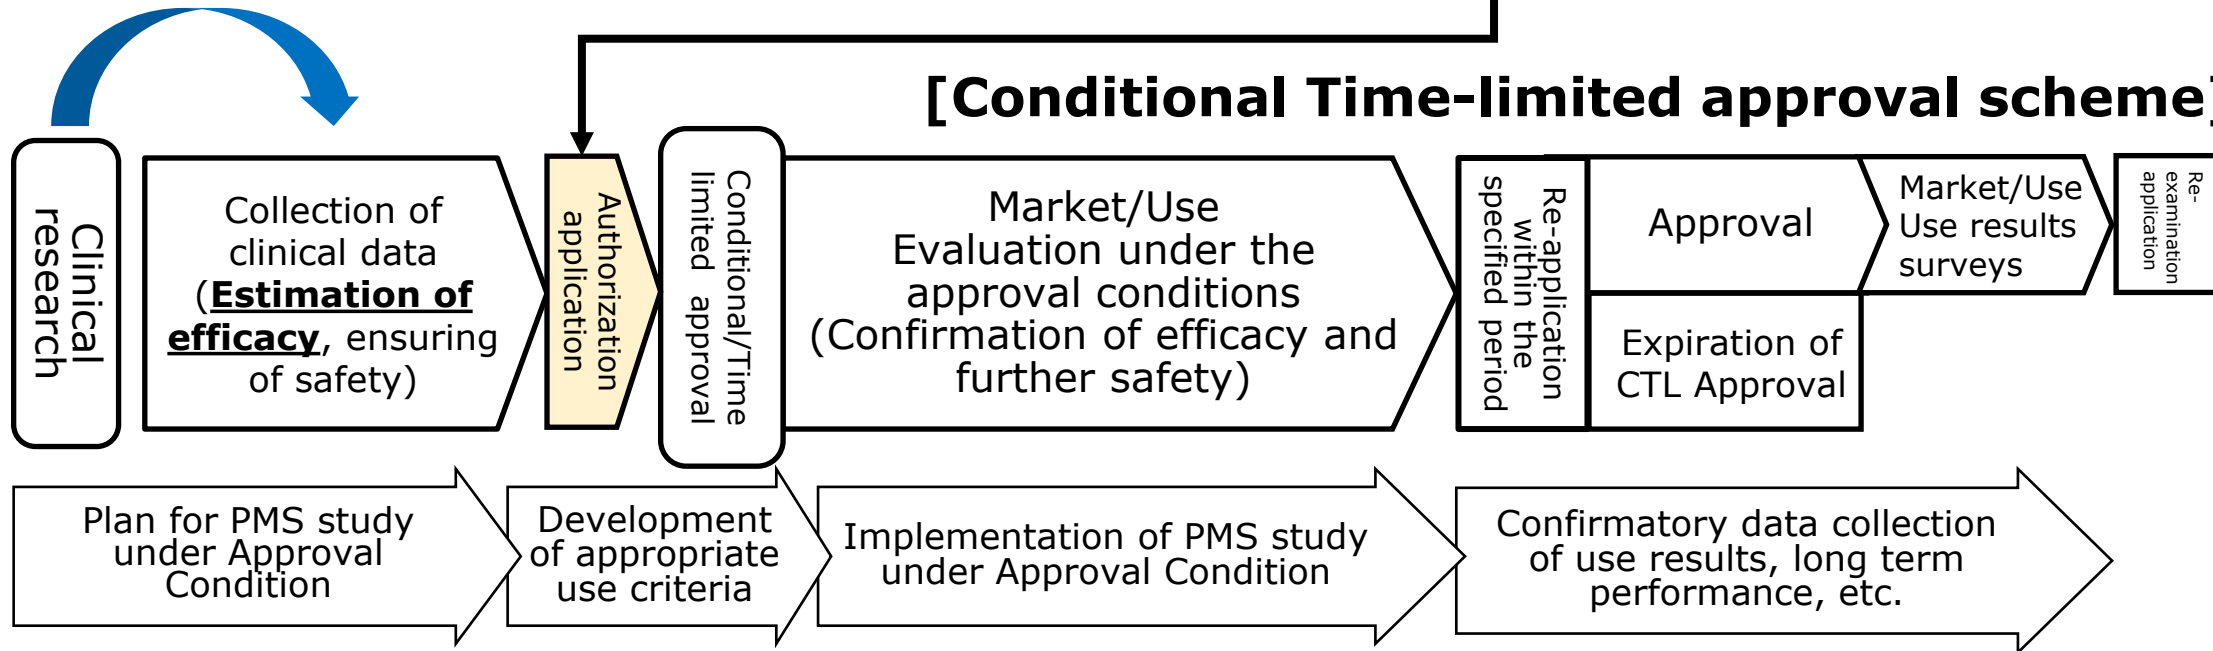 [Conditional Time-limited approval scheme]
Clinical
research
Collection of
clinical data
(Estimation of
efficacy, ensuring
of safety)
Authorization
application
Conditional/Time
limited approval
Market/Use
Evaluation under the
approval conditions
(Confirmation of efficacy and
further safety)
Re-application
within the
specified period
Approval
Expiration of
CTL Approval
Market/Use
Use results
surveys
Re-
examination
application
Plan for PMS study
under Approval
Condition
Development
of appropriate
use criteria
Implementation of PMS study
under Approval Condition
Confirmatory data collection
of use results, long term
performance, etc.